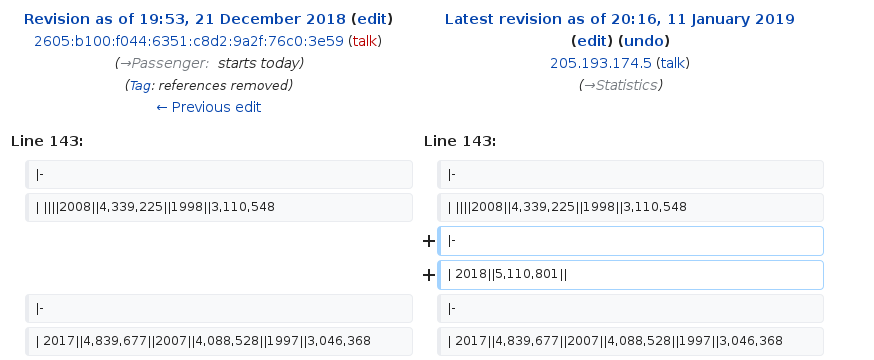 Revision as of 19:53, 21 December 2018 (edit)
2605:b100:f044:6351:c8d2:9a2f:76c0:3e59 (talk)
(→Passenger: starts today)
(Tag: references removed)
← Previous edit
Latest revision as of 20:16, 11 January 2019
(edit) (undo)
205.193.174.5 (talk)
(→Statistics)
Line 143:
Line 143:
|-
|-
| ||||2008||4,339,225||1998||3,110,548
| ||||2008||4,339,225||1998||3,110,548
+ |-
+ | 2018||5,110,801||
|-
|-
| 2017||4,839,677||2007||4,088,528||1997||3,046,368
| 2017||4,839,677||2007||4,088,528||1997||3,046,368